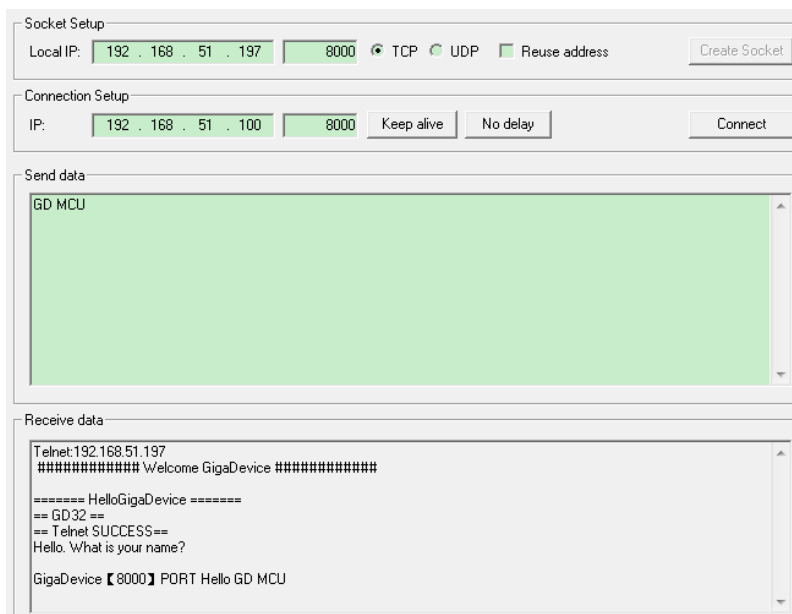 Socket Setup
Local IP: 192 . 168 . 51 . 197 8000 TCP UDP Reuse address Create Socket
Connection Setup
IP: 192 . 168 . 51 . 100 8000 Keep alive No delay Connect
Send data
GD MCU
Receive data
Telnet:192.168.51.197
############ Welcome GigaDevice ############
======= HelloGigaDevice =======
== GD32 ==
== Telnet SUCCESS==
Hello. What is your name?
GigaDevice【8000】PORT Hello GD MCU